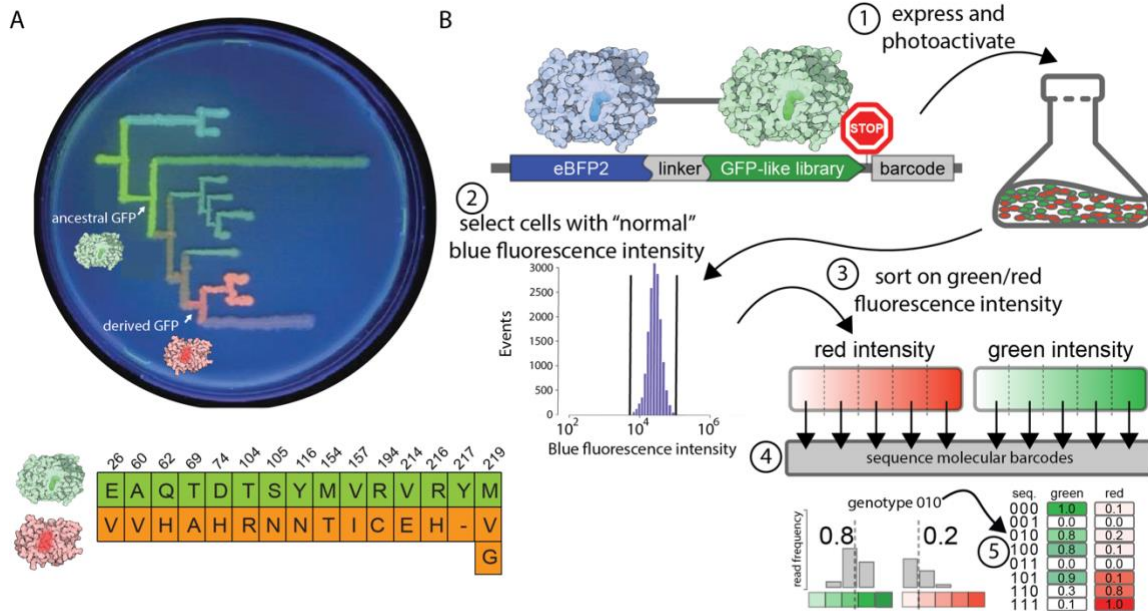 A
ancestral GFP
derived GFP
26 60 62 69 74 104 105 116 154 157 194 214 216 217 219
E A Q T D T S Y M V R V R Y M
V V H A H R N N T I C E H - V
G
B
1 express and
photoactivate
STOP
eBFP2 linker GFP-like library barcode
2
select cells with “normal”
blue fluorescence intensity
3000
2500
2000
1500
1000
500
0
Events
10² 10⁴ 10⁶
Blue fluorescence intensity
3 sort on green/red
fluorescence intensity
red intensity green intensity
4 sequence molecular barcodes
genotype 010
read frequency
0.8 0.2
5
seq. green red
000 1.0 0.1
001 0.0 0.0
010 0.8 0.2
100 0.8 0.1
011 0.0 0.0
101 0.9 0.1
110 0.3 0.8
111 0.1 1.0